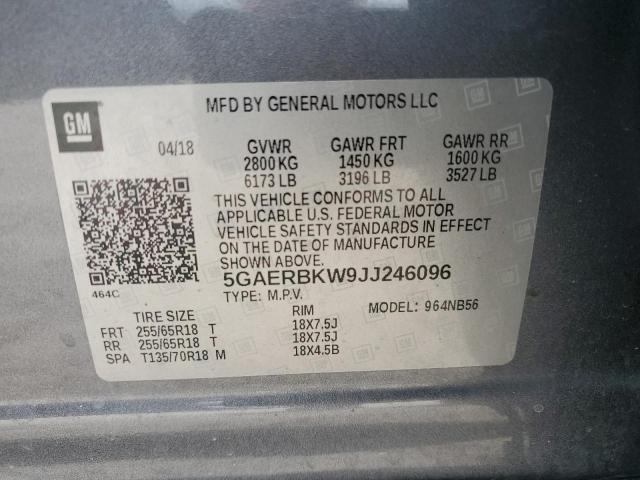 GM
MFD BY GENERAL MOTORS LLC
04/18 GVWR GAWR FRT GAWR RR
2800 KG 1450 KG 1600 KG
6173 LB 3196 LB 3527 LB
THIS VEHICLE CONFORMS TO ALL
APPLICABLE U.S. FEDERAL MOTOR
VEHICLE SAFETY STANDARDS IN EFFECT
ON THE DATE OF MANUFACTURE
SHOWN ABOVE.
464C
5GAERBKW9JJ246096
TYPE: M.P.V. MODEL: 964NB56
TIRE SIZE RIM
FRT 255/65R18 T 18X7.5J
RR 255/65R18 T 18X7.5J
SPA T135/70R18 M 18X4.5B